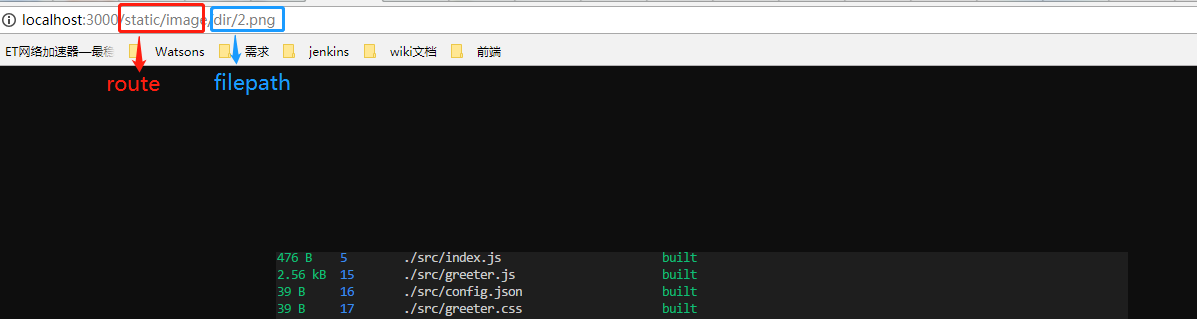 localhost:3000/static/image/dir/2.png
ET网络加速器—最稳 Watsons 需求 jenkins wiki文档 前端
route filepath
476 B 5 ./src/index.js built
2.56 kB 15 ./src/greeter.js built
39 B 16 ./src/config.json built
39 B 17 ./src/greeter.css built